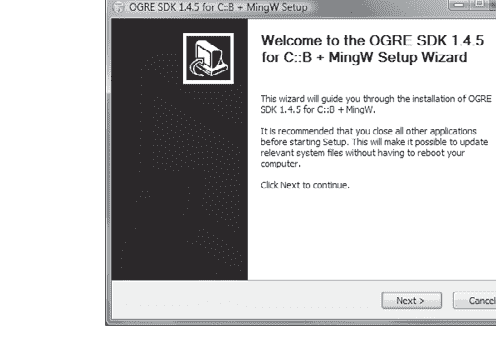 OGRE SDK 1.4.5 for C::B + MingW Setup
Welcome to the OGRE SDK 1.4.5
for C::B + MingW Setup Wizard
This wizard will guide you through the installation of OGRE
SDK 1.4.5 for C::B + MingW.
It is recommended that you close all other applications
before starting Setup. This will make it possible to update
relevant system files without having to reboot your
computer.
Click Next to continue.
Next >
Cancel